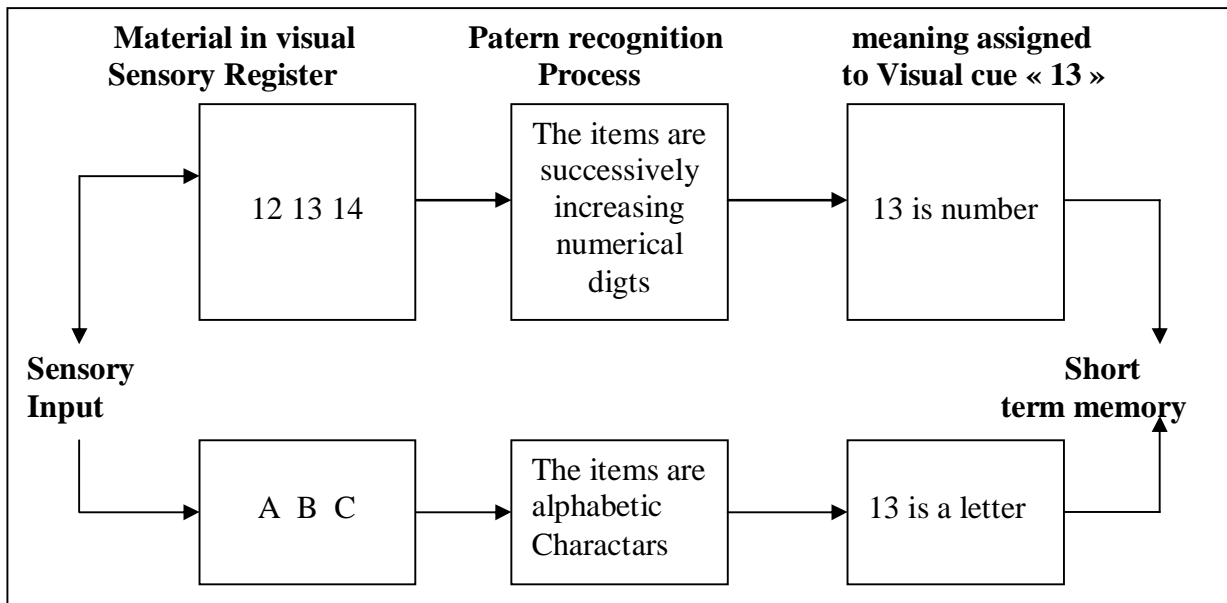 Material in visual
Sensory Register
Patern recognition
Process
meaning assigned
to Visual cue « 13 »
12 13 14
The items are
successively
increasing
numerical
digts
13 is number
Sensory
Input
Short
term memory
A B C
The items are
alphabetic
Charactars
13 is a letter